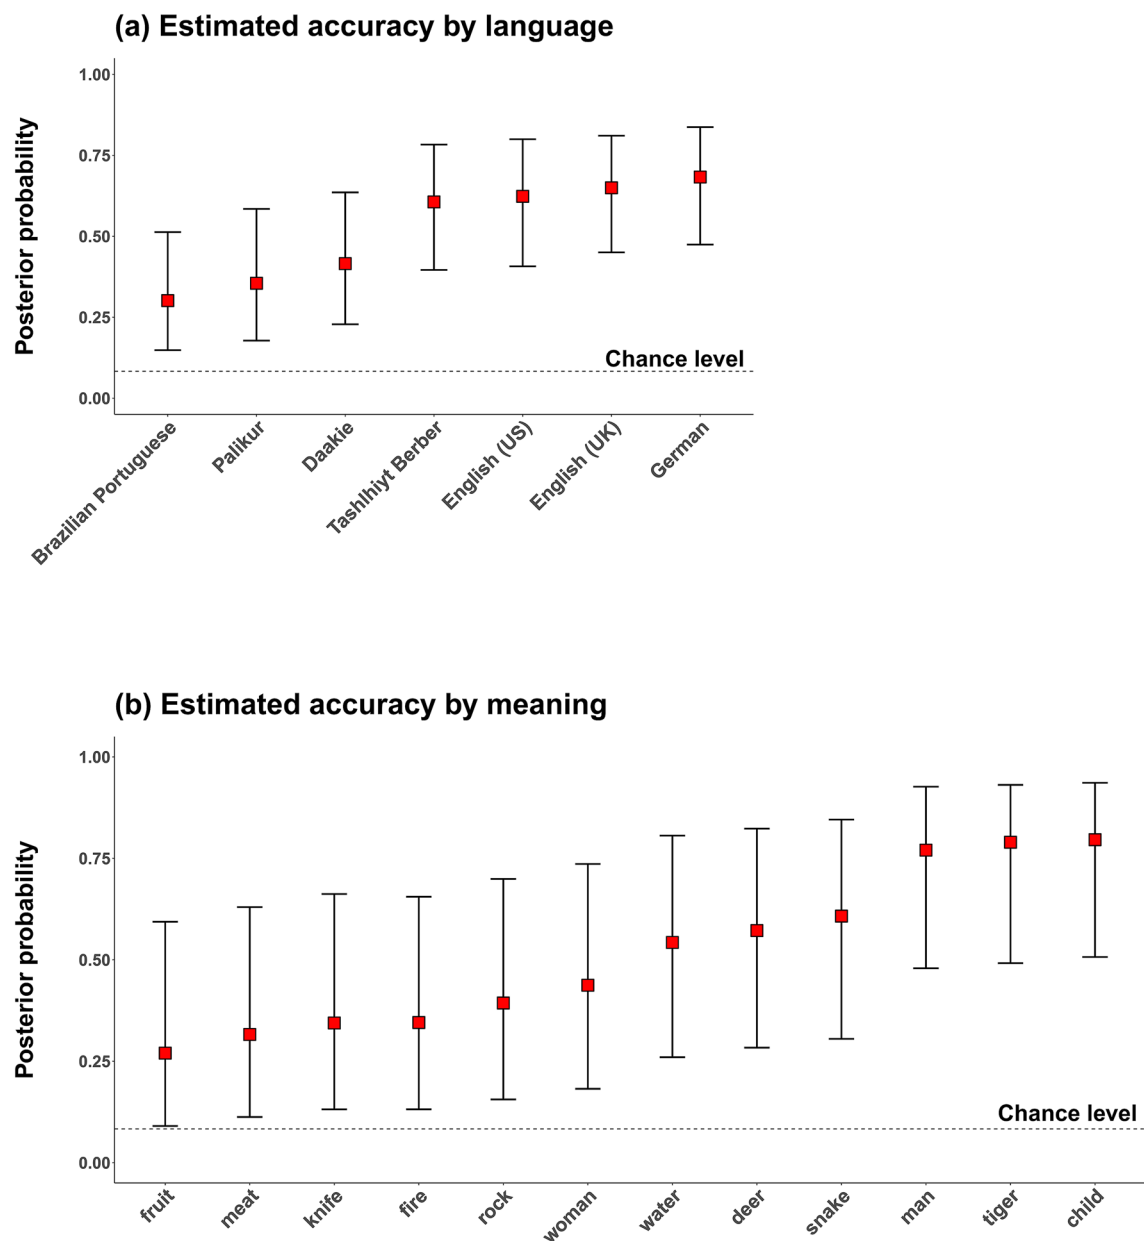 (a) Estimated accuracy by language
Posterior probability
1.00
0.75
0.50
0.25
0.00
Chance level
Brazilian Portuguese
Palikur
Daakie
Tashlhiyt Berber
English (US)
English (UK)
German
(b) Estimated accuracy by meaning
Posterior probability
1.00
0.75
0.50
0.25
0.00
Chance level
fruit
meat
knife
fire
rock
woman
water
deer
snake
man
tiger
child